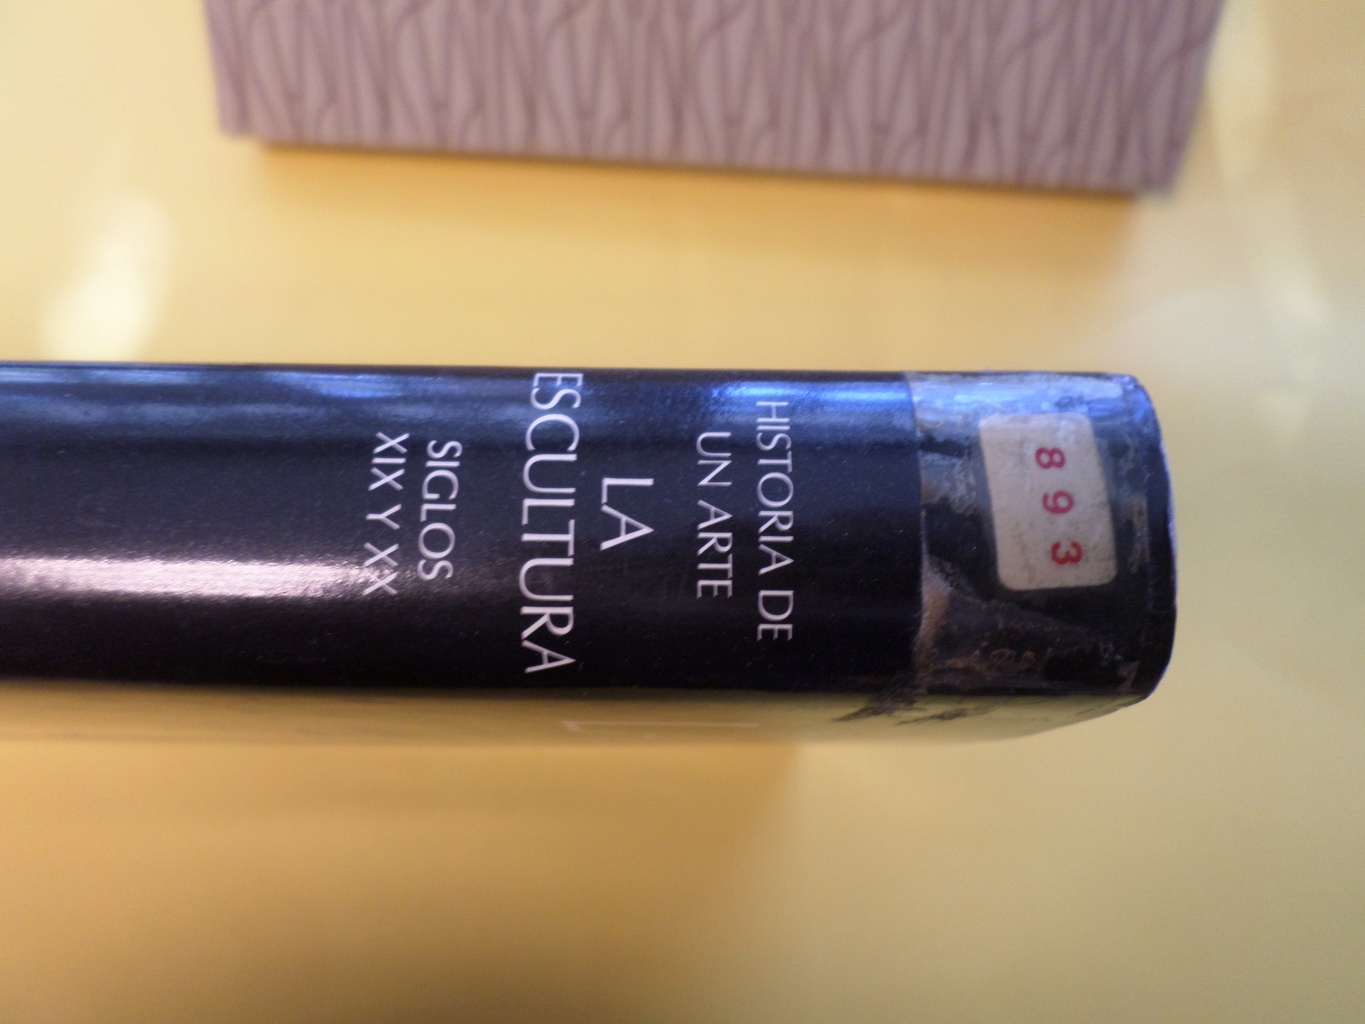 893
HISTORIA DE
UN ARTE
LA
ESCULTURA
SIGLOS
XIX Y XX